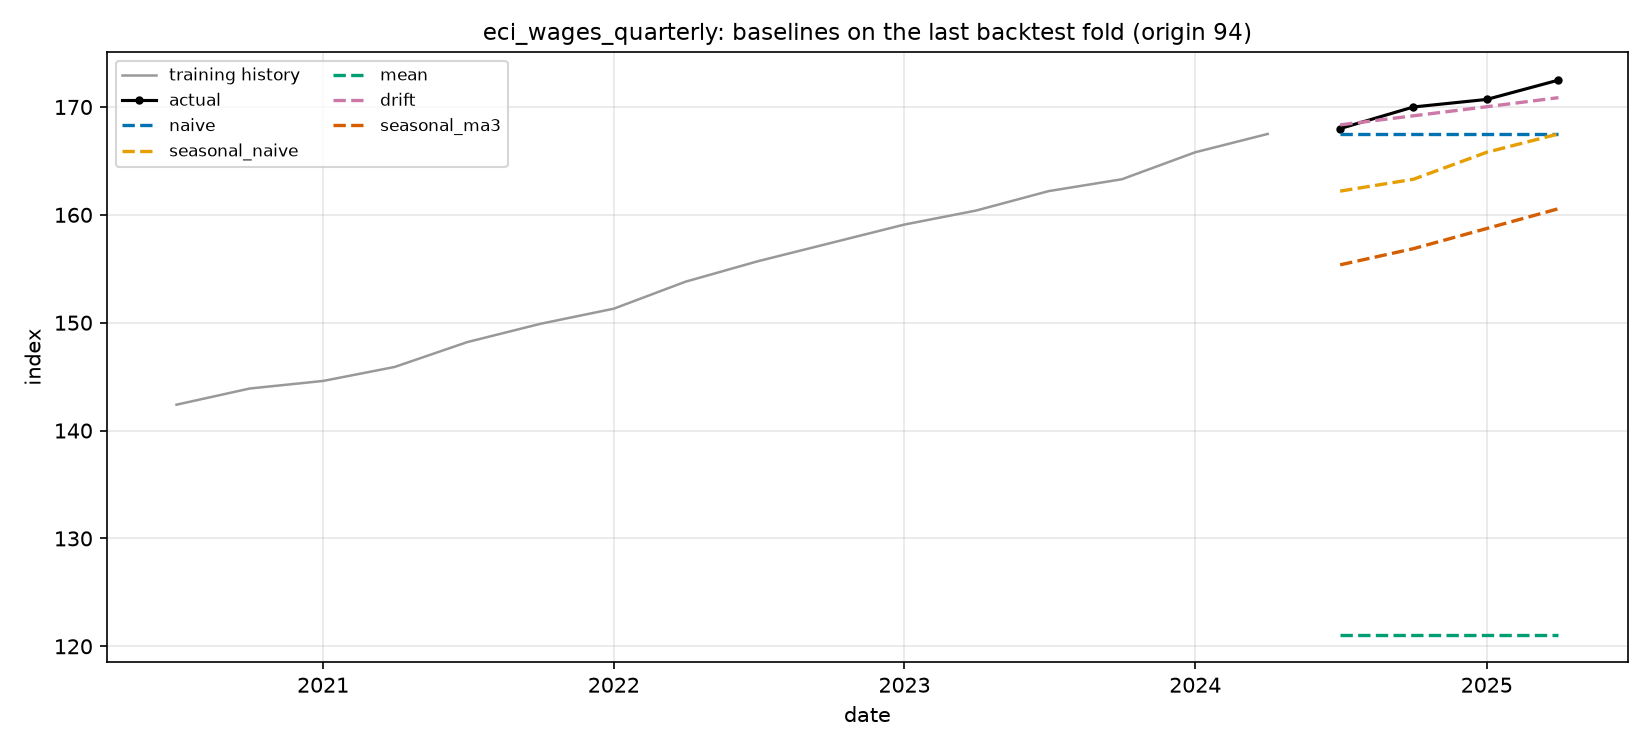 eci_wages_quarterly: baselines on the last backtest fold (origin 94)
training history
actual
naive
seasonal_naive
mean
drift
seasonal_ma3
index
170
160
150
140
130
120
2021
2022
2023
2024
2025
date